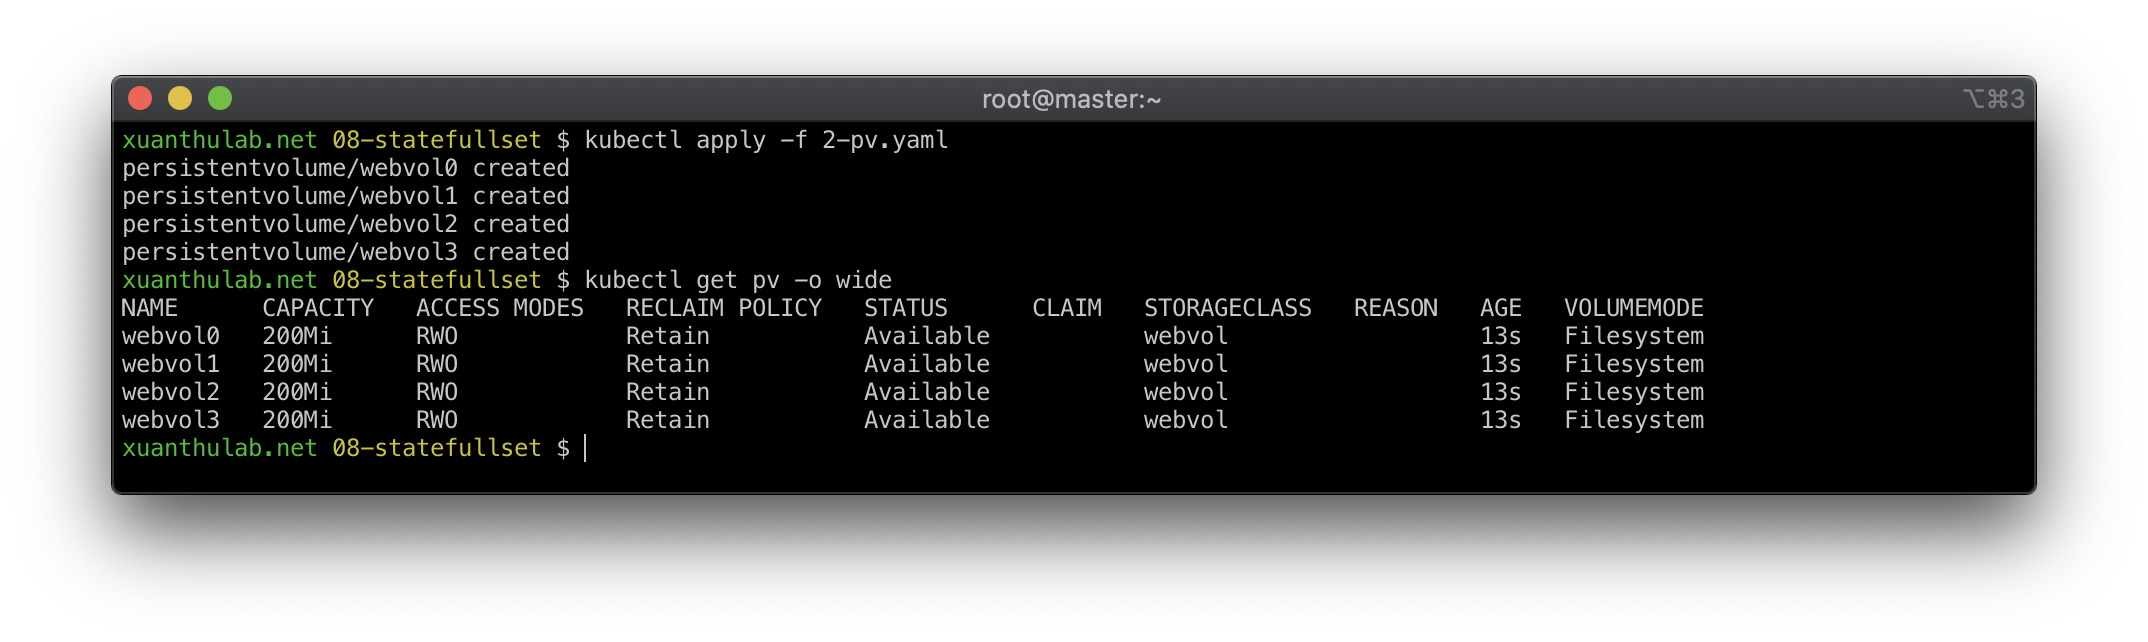 root@master:~ ⌥⌘3
xuanthulab.net 08-statefullset $ kubectl apply -f 2-pv.yaml
persistentvolume/webvol0 created
persistentvolume/webvol1 created
persistentvolume/webvol2 created
persistentvolume/webvol3 created
xuanthulab.net 08-statefullset $ kubectl get pv -o wide
NAME      CAPACITY   ACCESS MODES   RECLAIM POLICY   STATUS      CLAIM   STORAGECLASS   REASON   AGE   VOLUMEMODE
webvol0   200Mi      RWO            Retain           Available           webvol                  13s   Filesystem
webvol1   200Mi      RWO            Retain           Available           webvol                  13s   Filesystem
webvol2   200Mi      RWO            Retain           Available           webvol                  13s   Filesystem
webvol3   200Mi      RWO            Retain           Available           webvol                  13s   Filesystem
xuanthulab.net 08-statefullset $